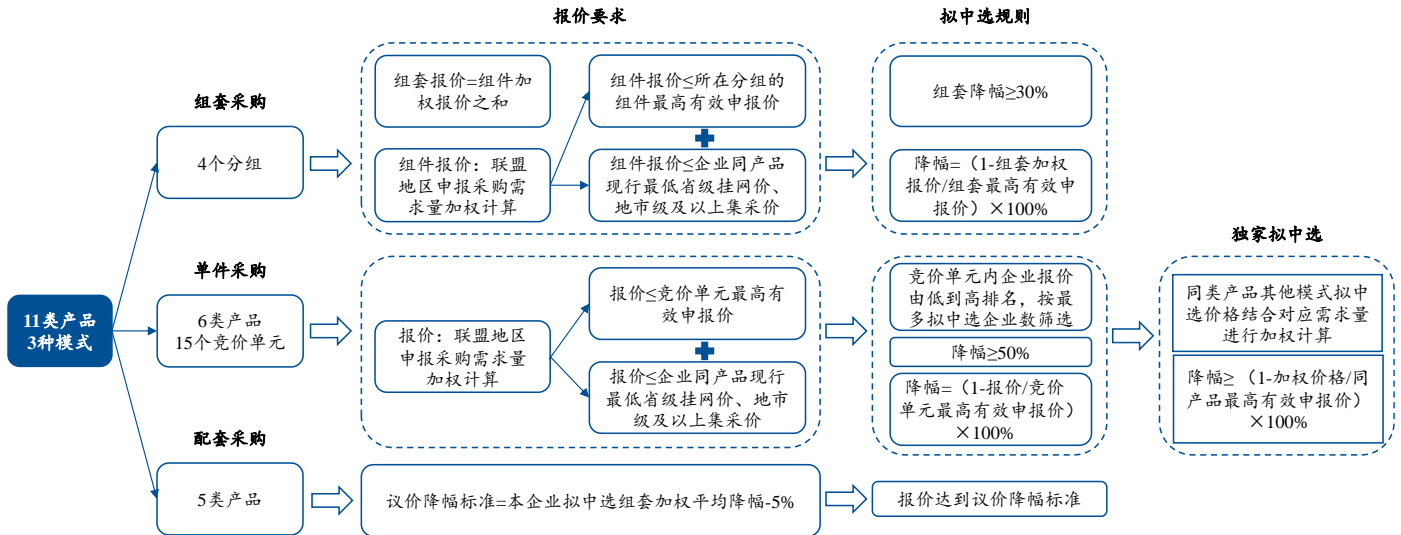 报价要求
拟中选规则
组套采购
4个分组
组套报价=组件加
权报价之和
组件报价：联盟
地区申报采购需
求量加权计算
组件报价≤所在分组的
组件最高有效申报价
组件报价≤企业同产品
现行最低省级挂网价、
地市级及以上集采价
组套降幅≥30%
降幅=（1-组套加权
报价/组套最高有效申
报价）×100%
11类产品
3种模式
单件采购
6类产品
15个竞价单元
报价：联盟地区
申报采购需求量
加权计算
报价≤竞价单元最高有
效申报价
报价≤企业同产品现行
最低省级挂网价、地市
级及以上集采价
竞价单元内企业报价
由低到高排名，按最
多拟中选企业数筛选
降幅≥50%
降幅=（1-报价/竞价
单元最高有效申报价）
×100%
独家拟中选
同类产品其他模式拟中
选价格结合对应需求量
进行加权计算
降幅≥（1-加权价格/同
产品最高有效申报价）
×100%
配套采购
5类产品
议价降幅标准=本企业拟中选组套加权平均降幅-5%
报价达到议价降幅标准